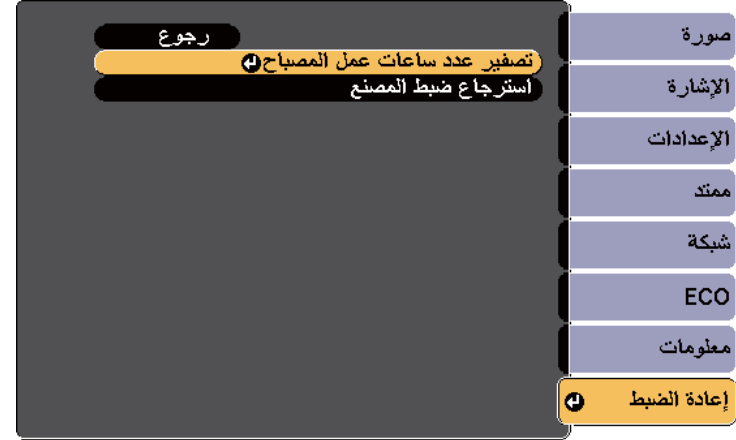 رجوع
تصفير عدد ساعات عمل المصباح
استرجاع ضبط المصنع
صورة
الإشارة
الإعدادات
ممتد
شبكة
ECO
معلومات
إعادة الضبط